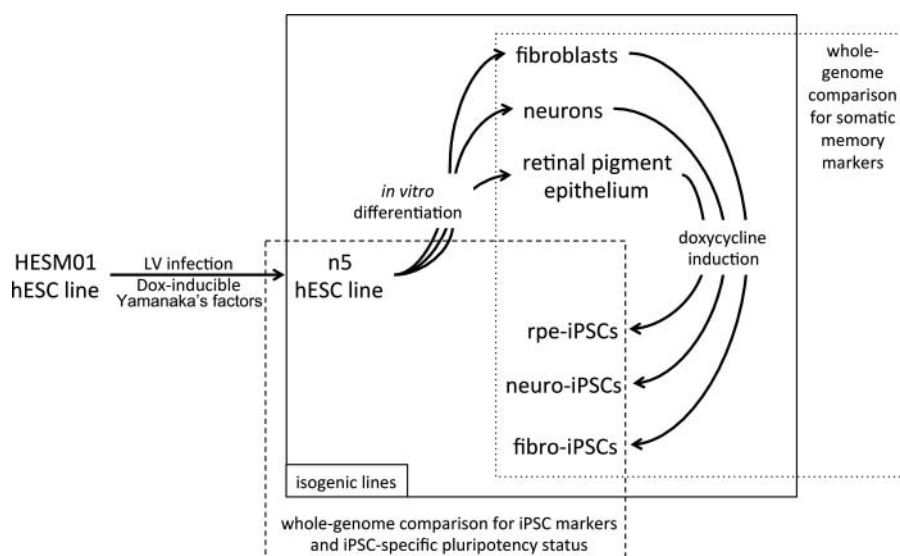 fibroblasts
neurons
retinal pigment
epithelium
whole-
genome
comparison
for somatic
memory
markers
in vitro
differentiation
doxycycline
induction
HESM01
hESC line
LV infection
Dox-inducible
Yamanaka's factors
n5
hESC line
rpe-iPSCs
neuro-iPSCs
fibro-iPSCs
isogenic lines
whole-genome comparison for iPSC markers
and iPSC-specific pluripotency status